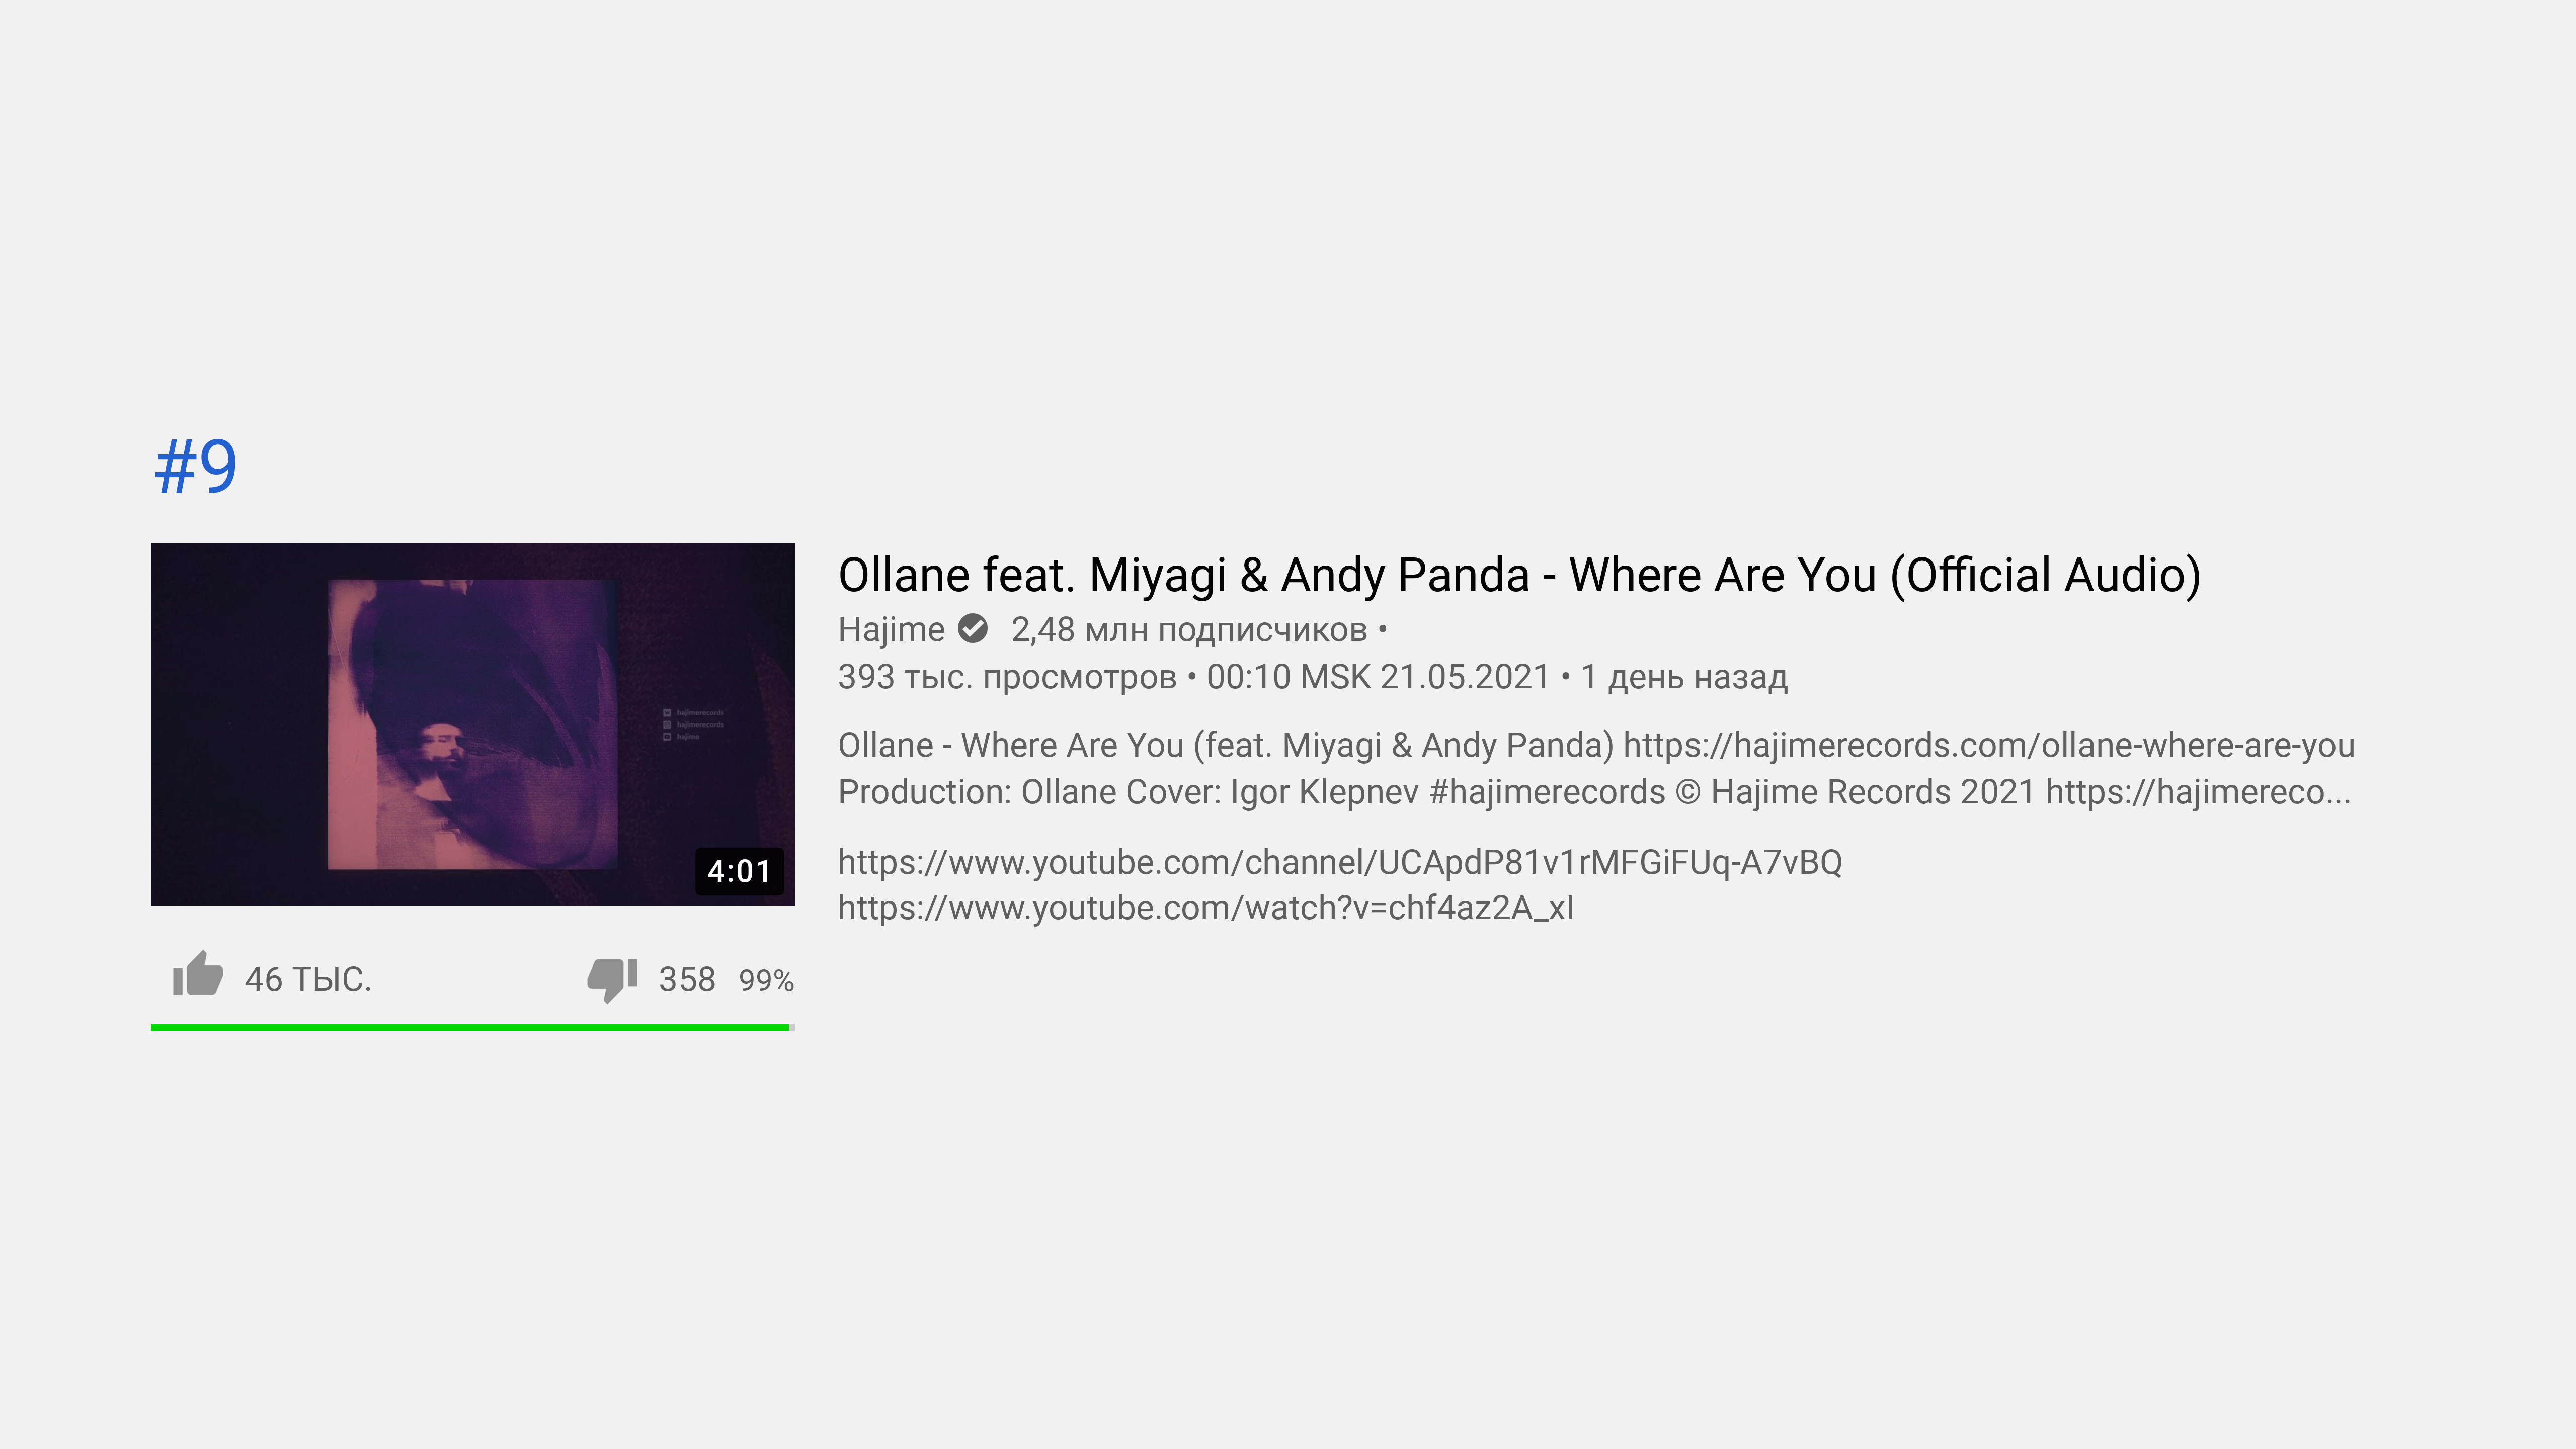 #9
hajimerecords
hajimerecords
hajime
4:01
46 ТЫС.
358 99%
Ollane feat. Miyagi & Andy Panda - Where Are You (Official Audio)
Hajime 2,48 млн подписчиков •
393 тыс. просмотров • 00:10 MSK 21.05.2021 • 1 день назад
Ollane - Where Are You (feat. Miyagi & Andy Panda) https://hajimerecords.com/ollane-where-are-you
Production: Ollane Cover: Igor Klepnev #hajimerecords © Hajime Records 2021 https://hajimereco...
https://www.youtube.com/channel/UCApdP81v1rMFGiFUq-A7vBQ
https://www.youtube.com/watch?v=chf4az2A_xI